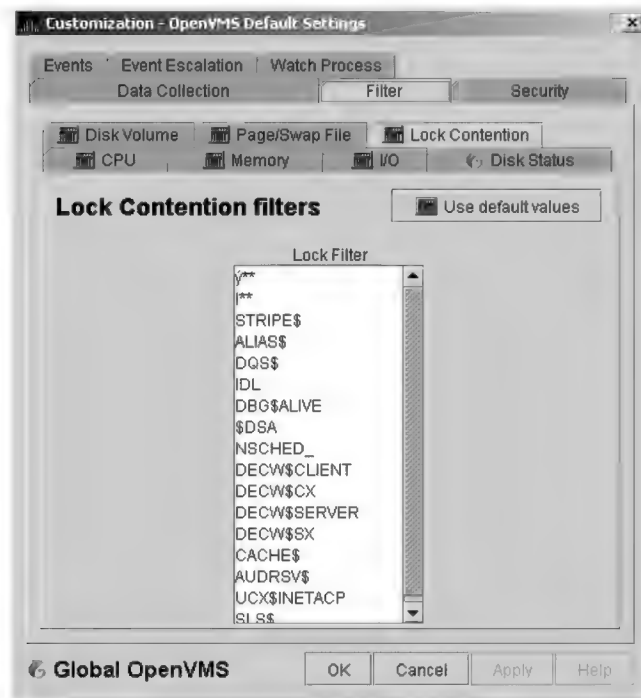 Customization - OpenVMS Default Settings
Events Event Escalation Watch Process
Data Collection Filter Security
Disk Volume Page/Swap File Lock Contention
CPU Memory I/O Disk Status
Lock Contention filters Use default values
Lock Filter
ý**
|**
STRIPE$
ALIAS$
DQS$
IDL
DBG$ALIVE
$DSA
NSCHED_
DECW$CLIENT
DECW$CX
DECW$SERVER
DECW$SX
CACHE$
AUDRSV$
UCX$INETACP
SLS$
Global OpenVMS OK Cancel Apply Help